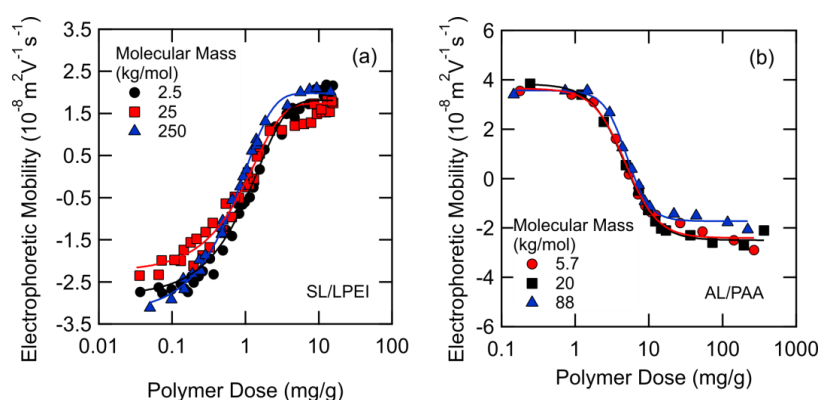 (a)
Molecular Mass
(kg/mol)
2.5
25
250
SL/LPEI
Electrophoretic Mobility (10⁻⁸ m² V⁻¹ s⁻¹)
3.5
2.5
1.5
0.5
-0.5
-1.5
-2.5
-3.5
0.01
0.1
1
10
100
Polymer Dose (mg/g)
(b)
Molecular Mass
(kg/mol)
5.7
20
88
AL/PAA
Electrophoretic Mobility (10⁻⁸ m² V⁻¹ s⁻¹)
6
4
2
0
-2
-4
-6
0.1
1
10
100
1000
Polymer Dose (mg/g)